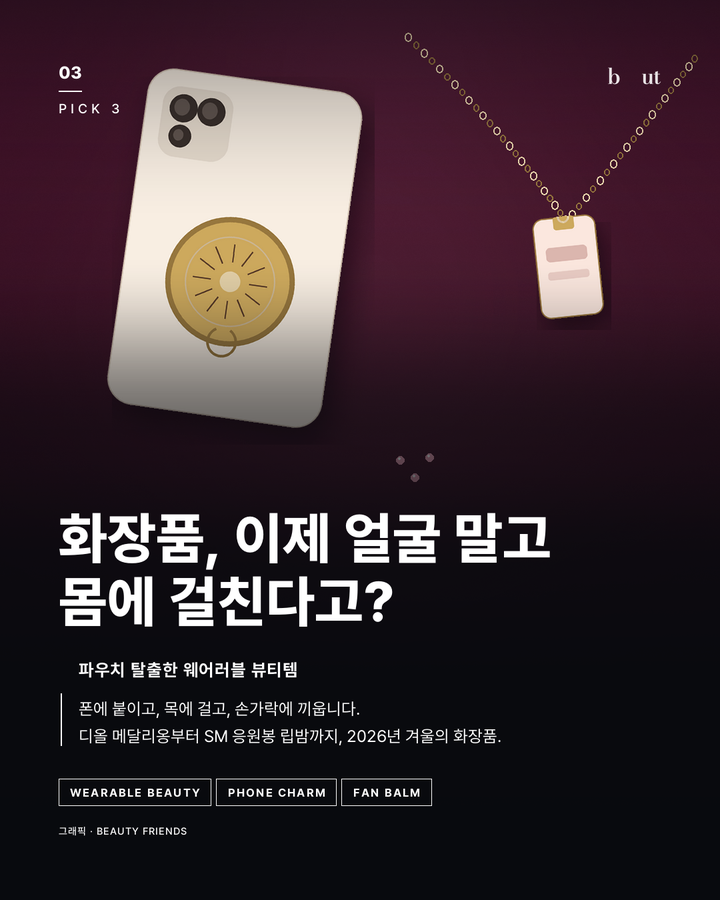 03
PICK 3
b ut
화장품, 이제 얼굴 말고
몸에 걸친다고?
파우치 탈출한 웨어러블 뷰티템
폰에 붙이고, 목에 걸고, 손가락에 끼웁니다.
디올 메달리옹부터 SM 응원봉 립밤까지, 2026년 겨울의 화장품.
WEARABLE BEAUTY
PHONE CHARM
FAN BALM
그래픽 · BEAUTY FRIENDS